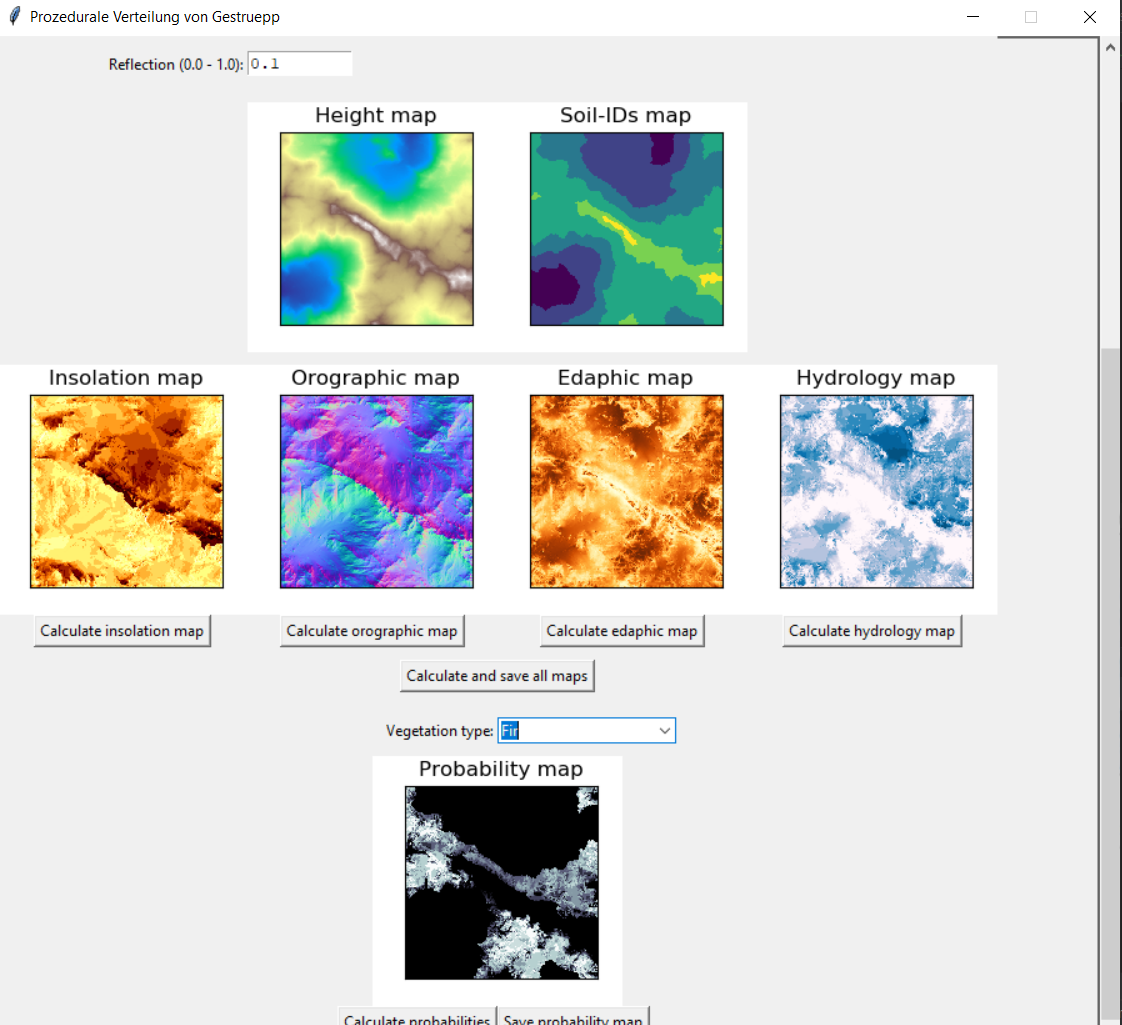 Prozedurale Verteilung von Gestruepp
Reflection (0.0 - 1.0): 0.1
Height map Soil-IDs map
Insolation map Orographic map Edaphic map Hydrology map
Calculate insolation map Calculate orographic map Calculate edaphic map Calculate hydrology map
Calculate and save all maps
Vegetation type: Fir
Probability map
Calculate probabilities Save probability map